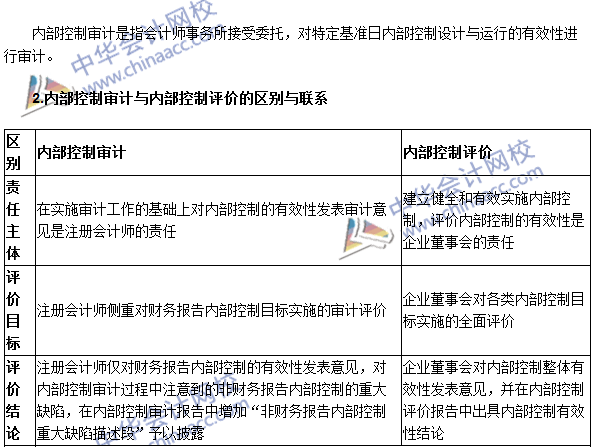 内部控制审计是指会计师事务所接受委托，对特定基准日内部控制设计与运行的有效性进
行审计。
2.内部控制审计与内部控制评价的区别与联系
区别
内部控制审计
内部控制评价
责任主体
在实施审计工作的基础上对内部控制的有效性发表审计意
见是注册会计师的责任
建立健全和有效实施内部控
制，评价内部控制的有效性是
企业董事会的责任
评价目标
注册会计师侧重对财务报告内部控制目标实施的审计评价
企业董事会对各类内部控制目
标实施的全面评价
评价结论
注册会计师仅对财务报告内部控制的有效性发表意见，对
内部控制审计过程中注意到的非财务报告内部控制的重大
缺陷，在内部控制审计报告中增加“非财务报告内部控制
重大缺陷描述段”予以披露
企业董事会对内部控制整体有
效性发表意见，并在内部控制
评价报告中出具内部控制有效
性结论
中华会计网校
www.chinaacc.com
中华会计网校
www.chinaacc.com
中华会计网校
www.chinaacc.com